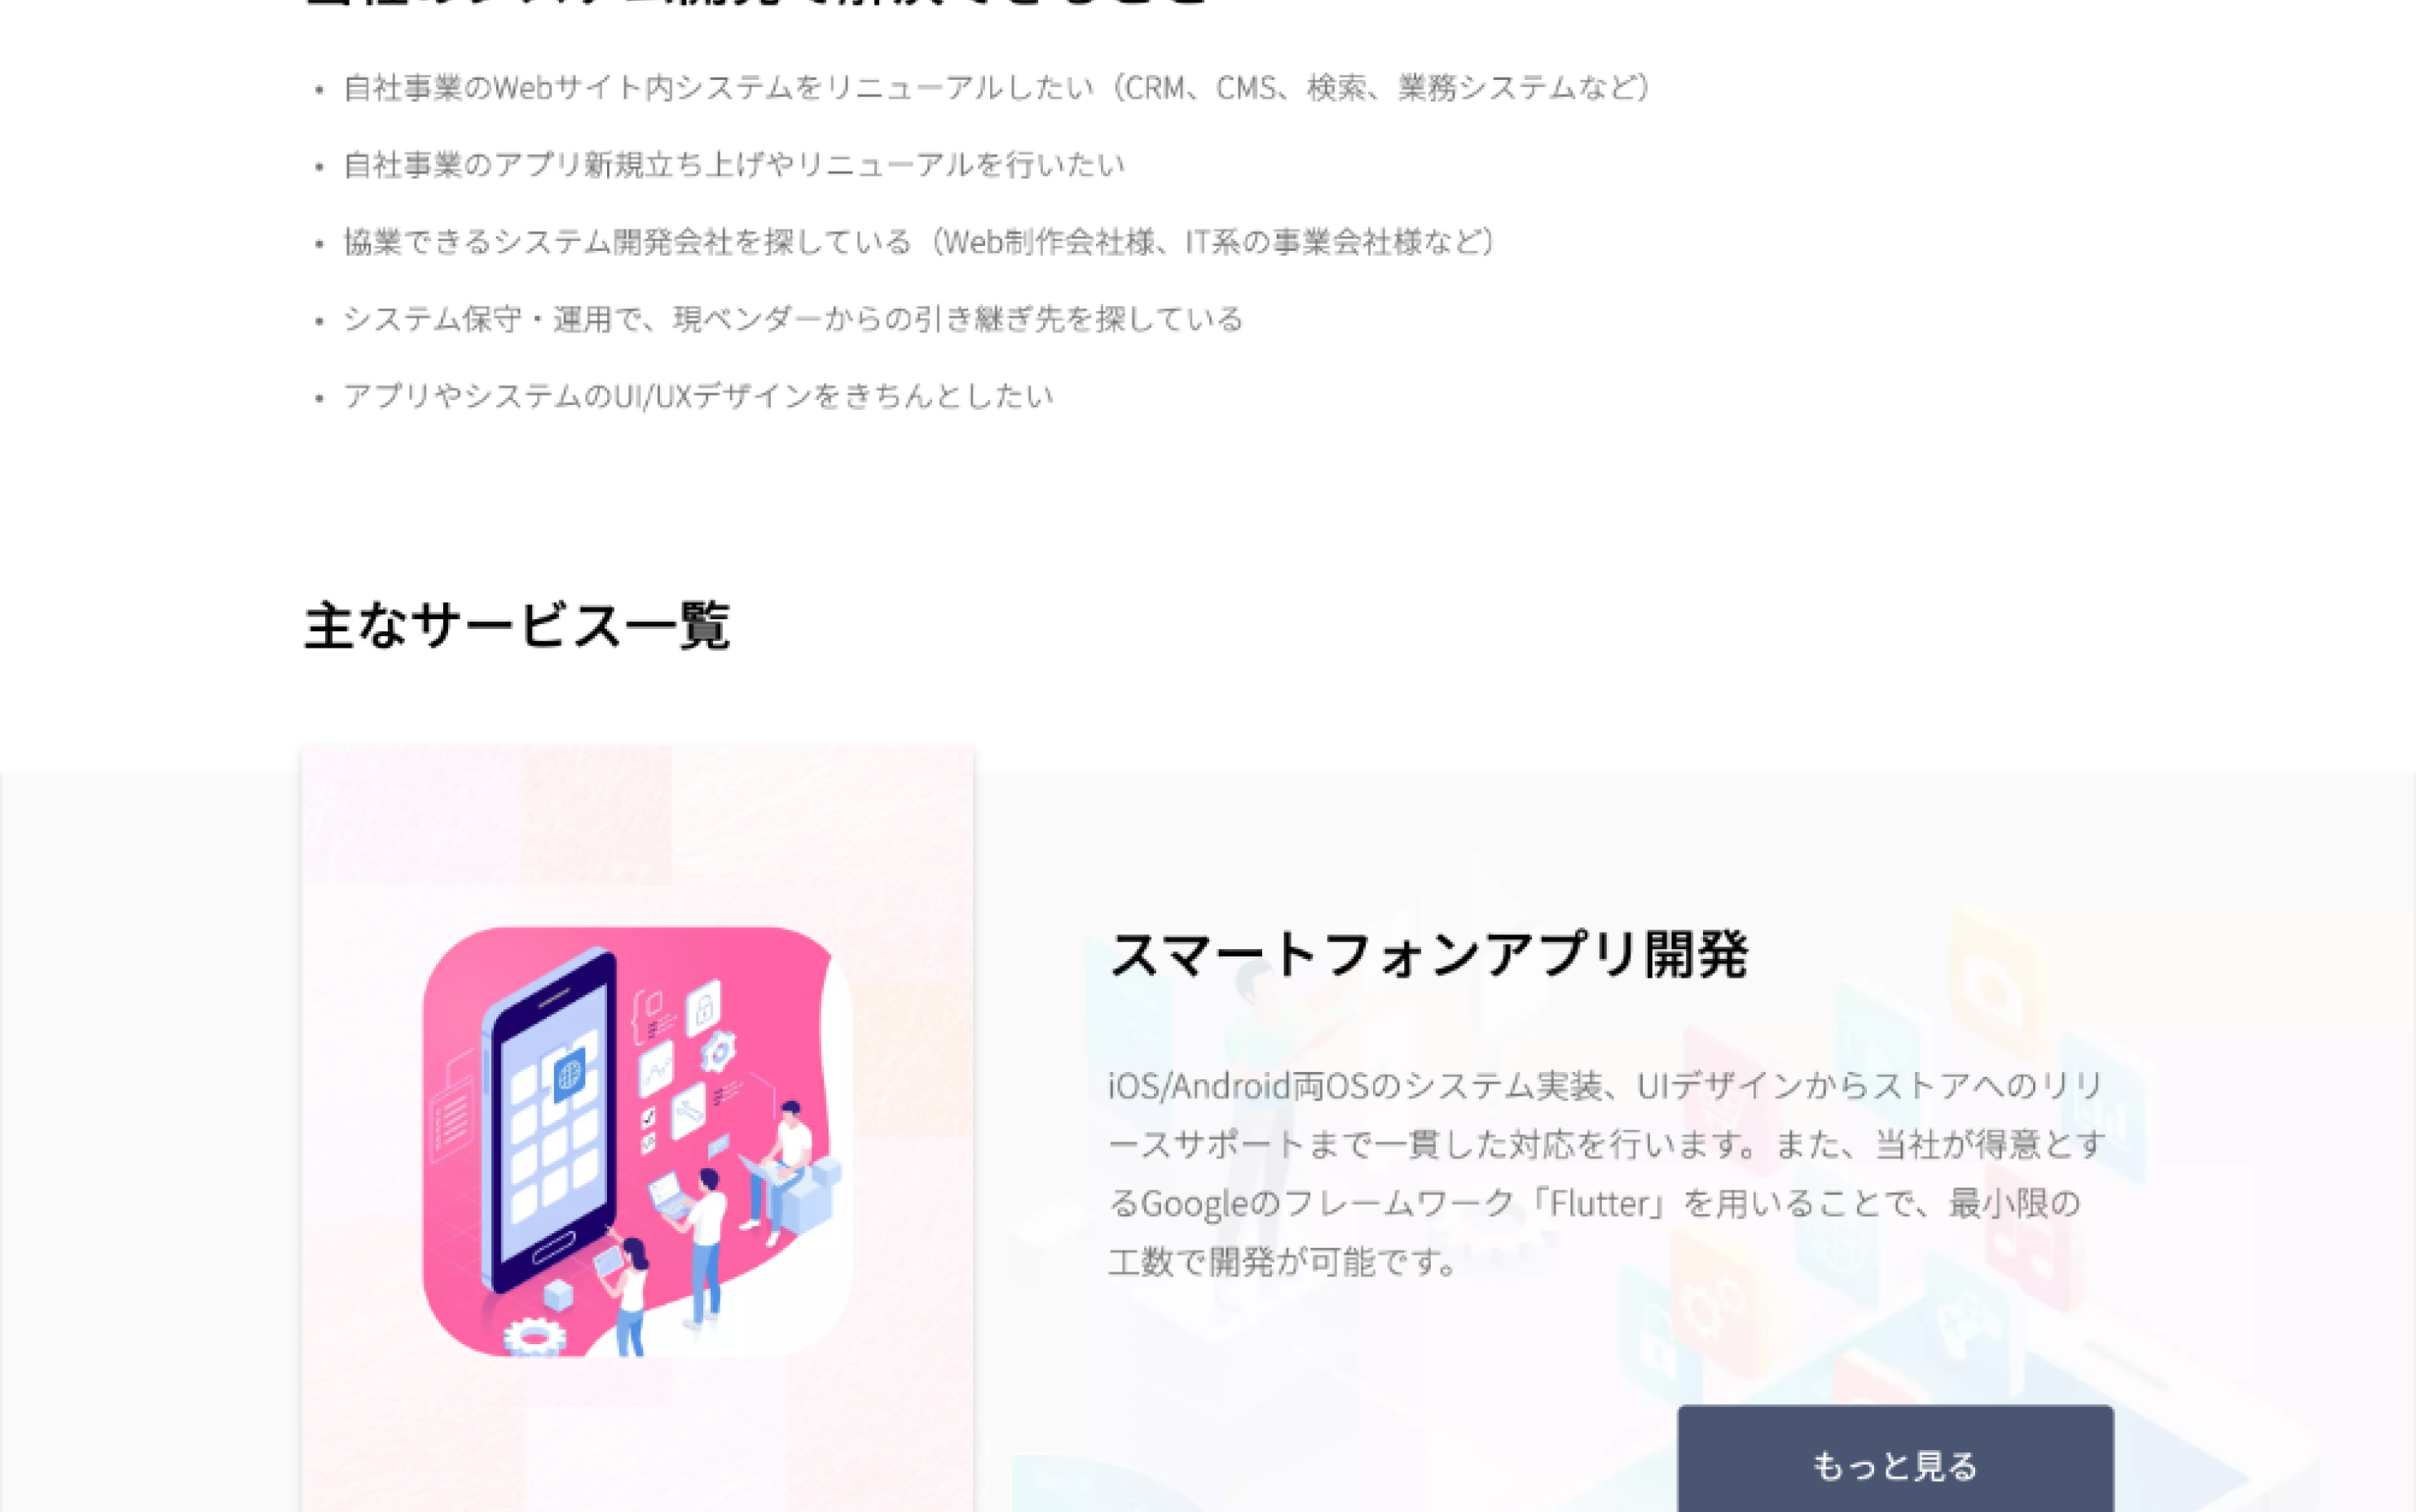 ・自社事業のWebサイト内システムをリニューアルしたい（CRM、CMS、検索、業務システムなど）
・自社事業のアプリ新規立ち上げやリニューアルを行いたい
・協業できるシステム開発会社を探している（Web制作会社様、IT系の事業会社様など）
・システム保守・運用で、現ベンダーからの引き継ぎ先を探している
・アプリやシステムのUI/UXデザインをきちんとしたい
主なサービス一覧
スマートフォンアプリ開発
iOS/Android両OSのシステム実装、UIデザインからストアへのリリ
ースサポートまで一貫した対応を行います。また、当社が得意とす
るGoogleのフレームワーク「Flutter」を用いることで、最小限の
工数で開発が可能です。
もっと見る